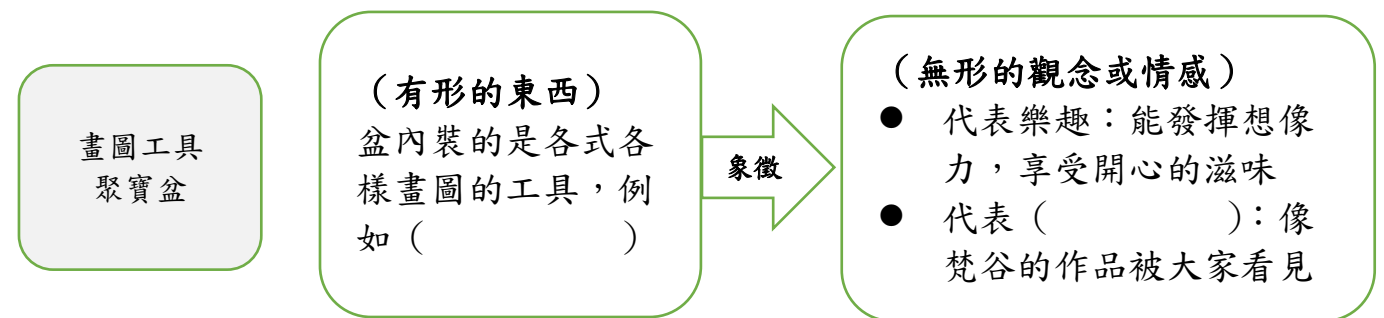 畫圖工具
聚寶盆
（有形的東西）
盆內裝的是各式各
樣畫圖的工具，例
如（　　　　　）
象徵
（無形的觀念或情感）
● 代表樂趣：能發揮想像
力，享受開心的滋味
● 代表（　　　　　）：像
梵谷的作品被大家看見